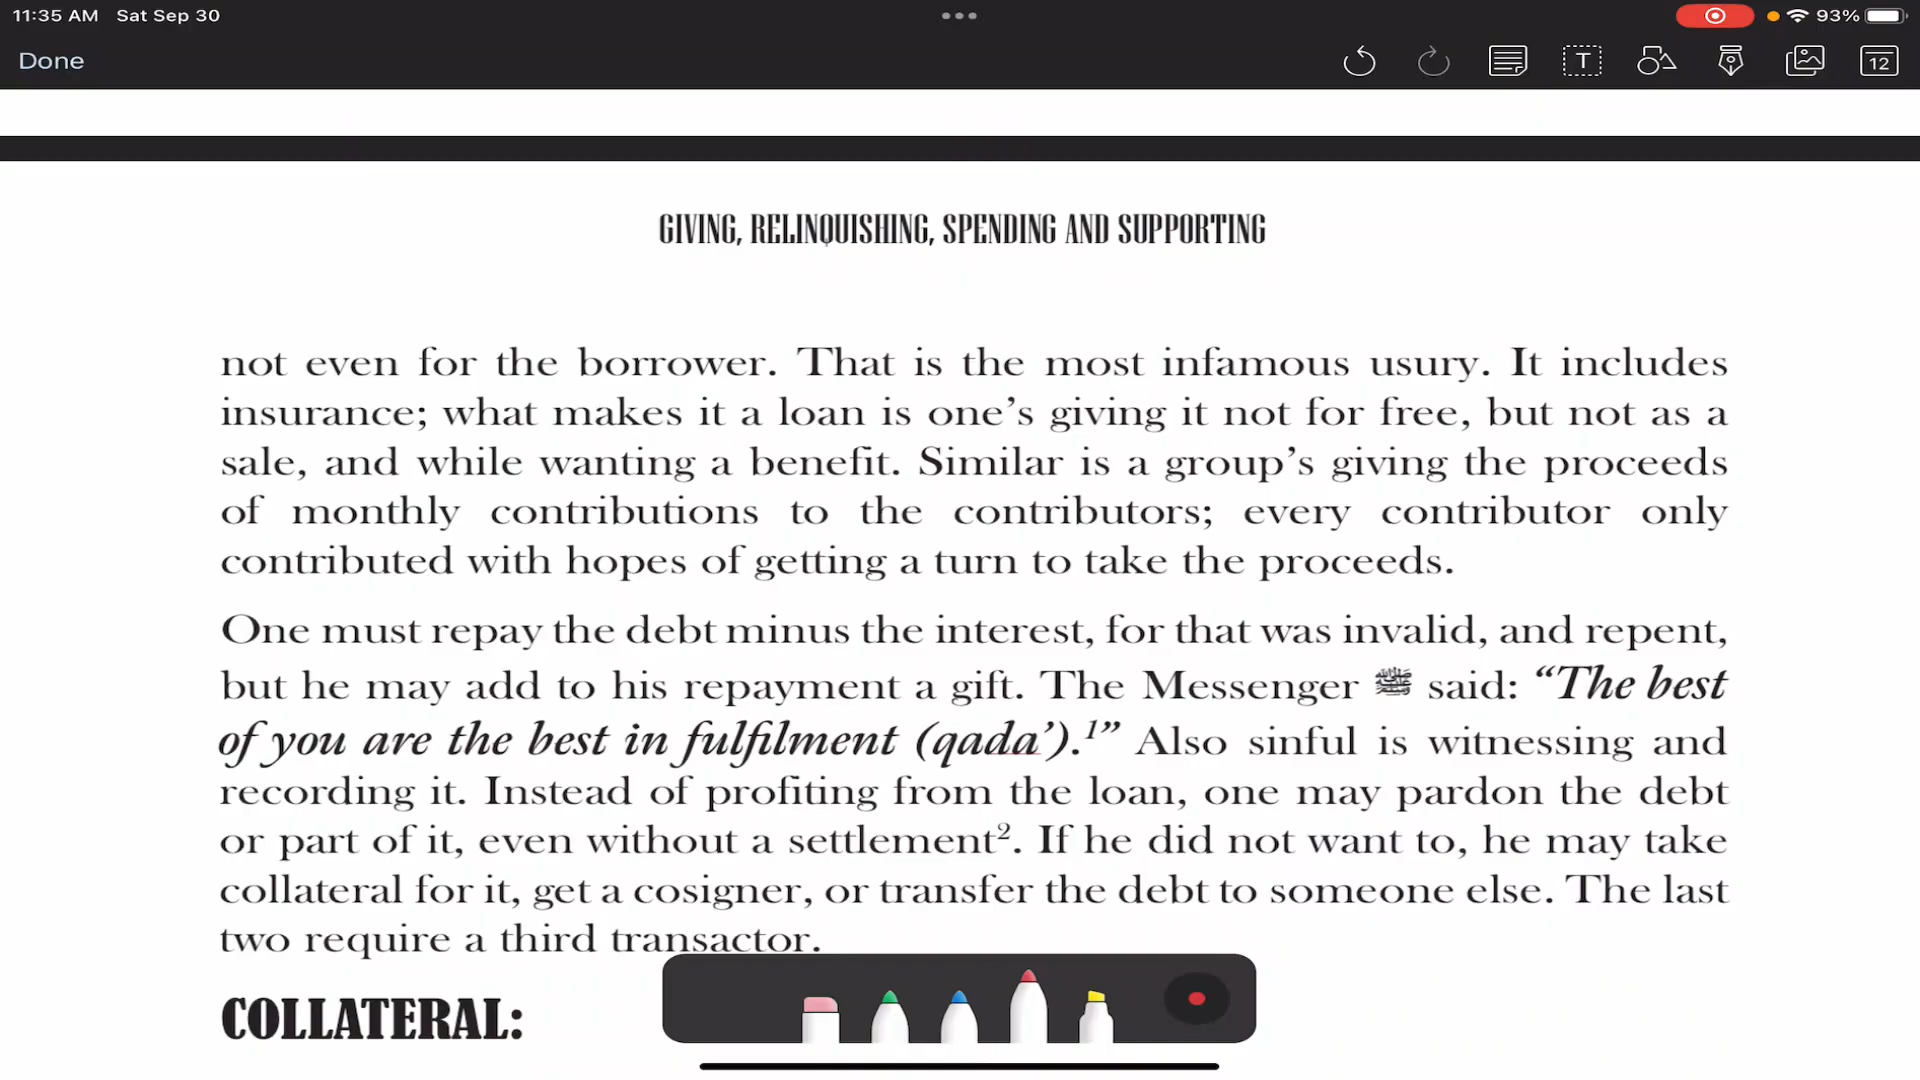 11:35 AM Sat Sep 30
93%
Done
T
12
GIVING, RELINQUISHING, SPENDING AND SUPPORTING
not even for the borrower. That is the most infamous usury. It includes
insurance; what makes it a loan is one’s giving it not for free, but not as a
sale, and while wanting a benefit. Similar is a group’s giving the proceeds
of monthly contributions to the contributors; every contributor only
contributed with hopes of getting a turn to take the proceeds.
One must repay the debt minus the interest, for that was invalid, and repent,
but he may add to his repayment a gift. The Messenger ﷺ said: “The best
of you are the best in fulfilment (qada’).¹” Also sinful is witnessing and
recording it. Instead of profiting from the loan, one may pardon the debt
or part of it, even without a settlement². If he did not want to, he may take
collateral for it, get a cosigner, or transfer the debt to someone else. The last
two require a third transactor.
COLLATERAL: